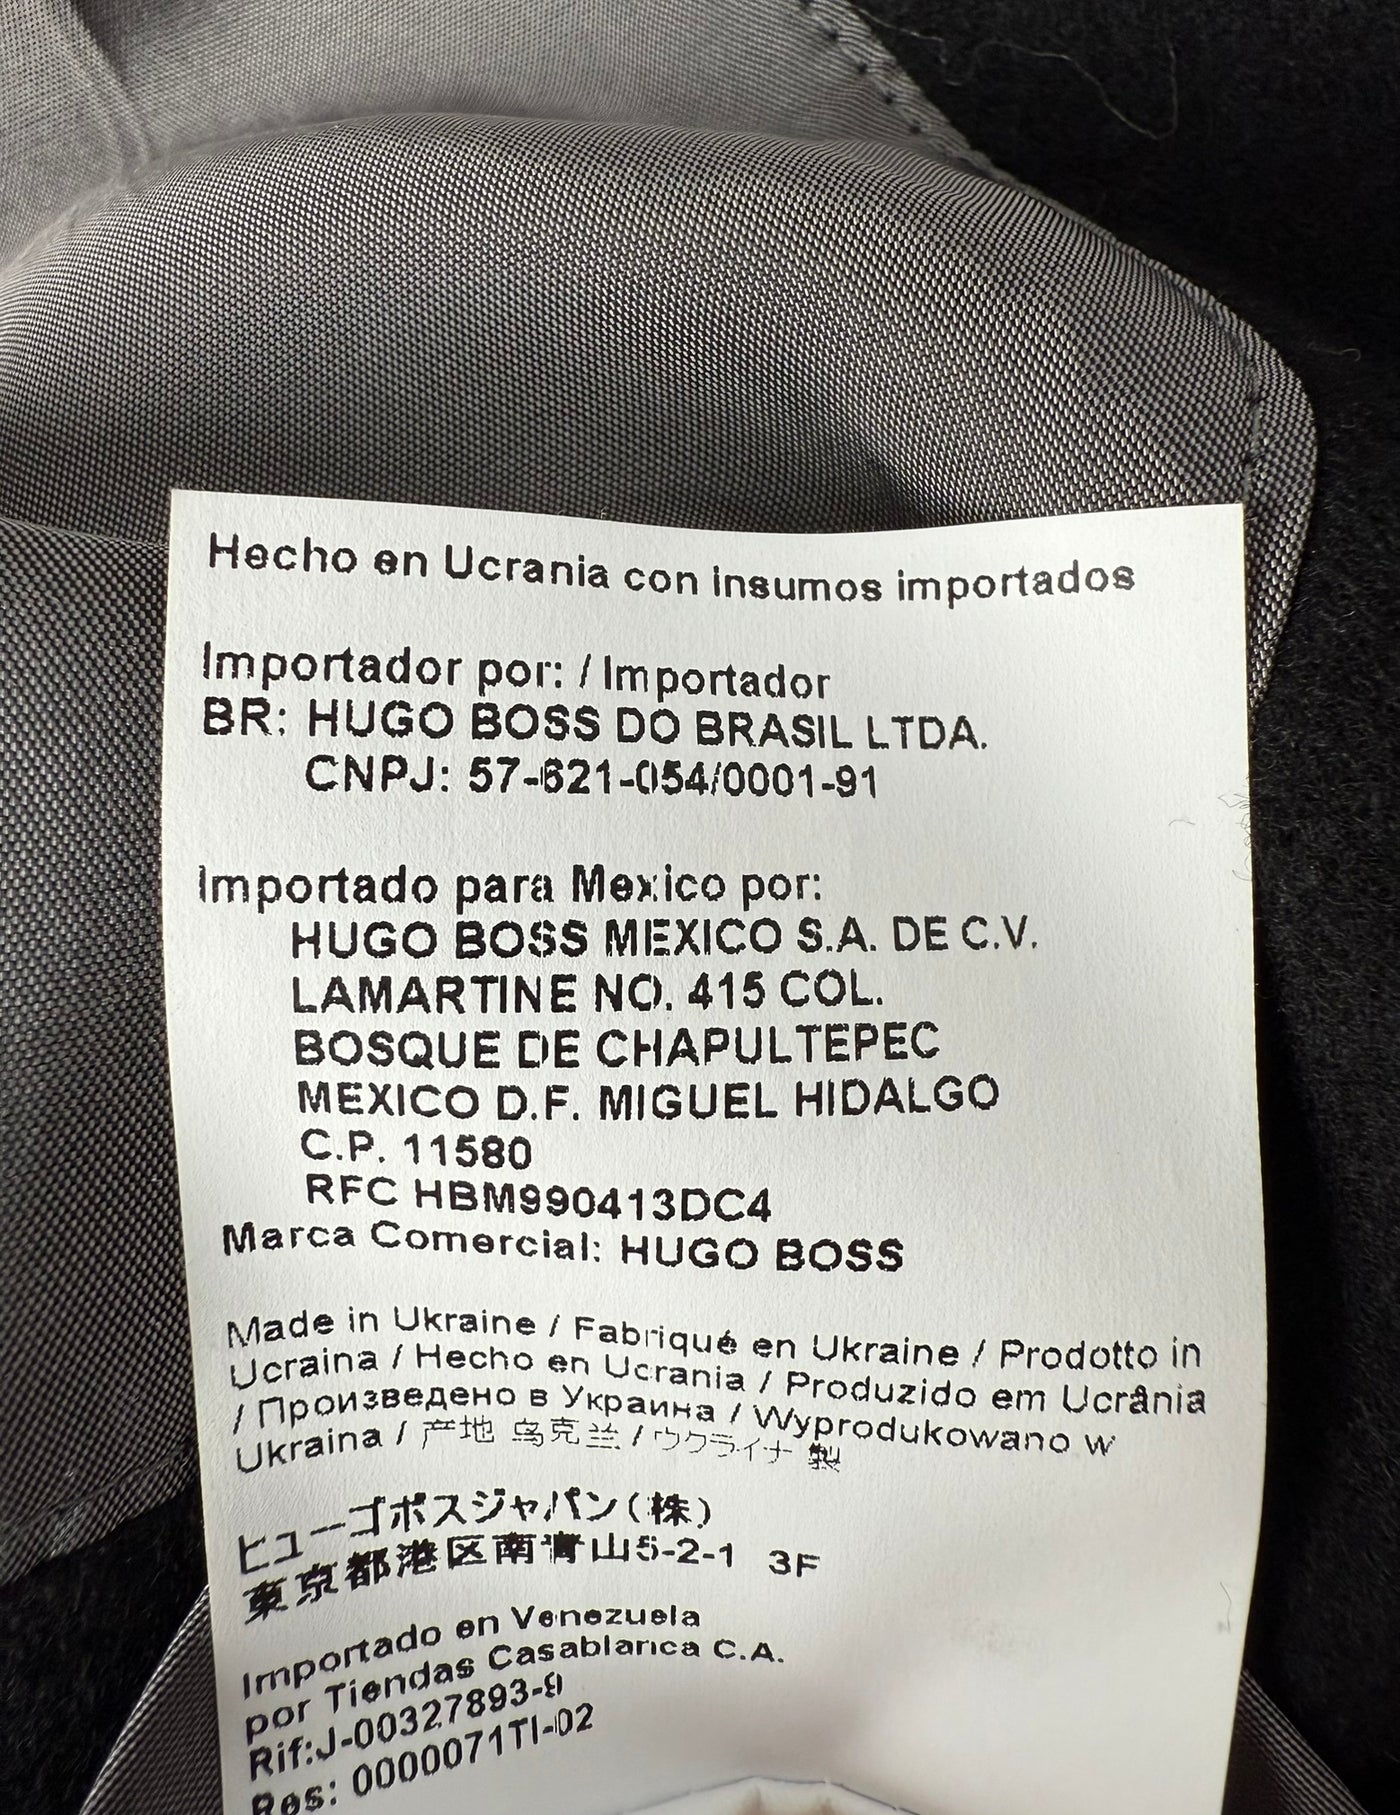 Hecho en Ucrania con insumos importados
Importador por: / Importador
BR: HUGO BOSS DO BRASIL LTDA.
CNPJ: 57-621-054/0001-91
Importado para Mexico por:
HUGO BOSS MEXICO S.A. DE C.V.
LAMARTINE NO. 415 COL.
BOSQUE DE CHAPULTEPEC
MEXICO D.F. MIGUEL HIDALGO
C.P. 11580
RFC HBM990413DC4
Marca Comercial: HUGO BOSS
Made in Ukraine / Fabriqué en Ukraine / Prodotto in
Ucraina / Hecho en Ucrania / Produzido em Ucrânia
/ Произведено в Украина / Wyprodukowano w
Ukraina / 产地 乌克兰 / ウクライナ 製
ヒューゴボスジャパン(株)
東京都港区南青山5-2-1 3F
Importado en Venezuela
por Tiendas Casablanca C.A.
Rif:J-00327893-9
Res: 0000071TI-02